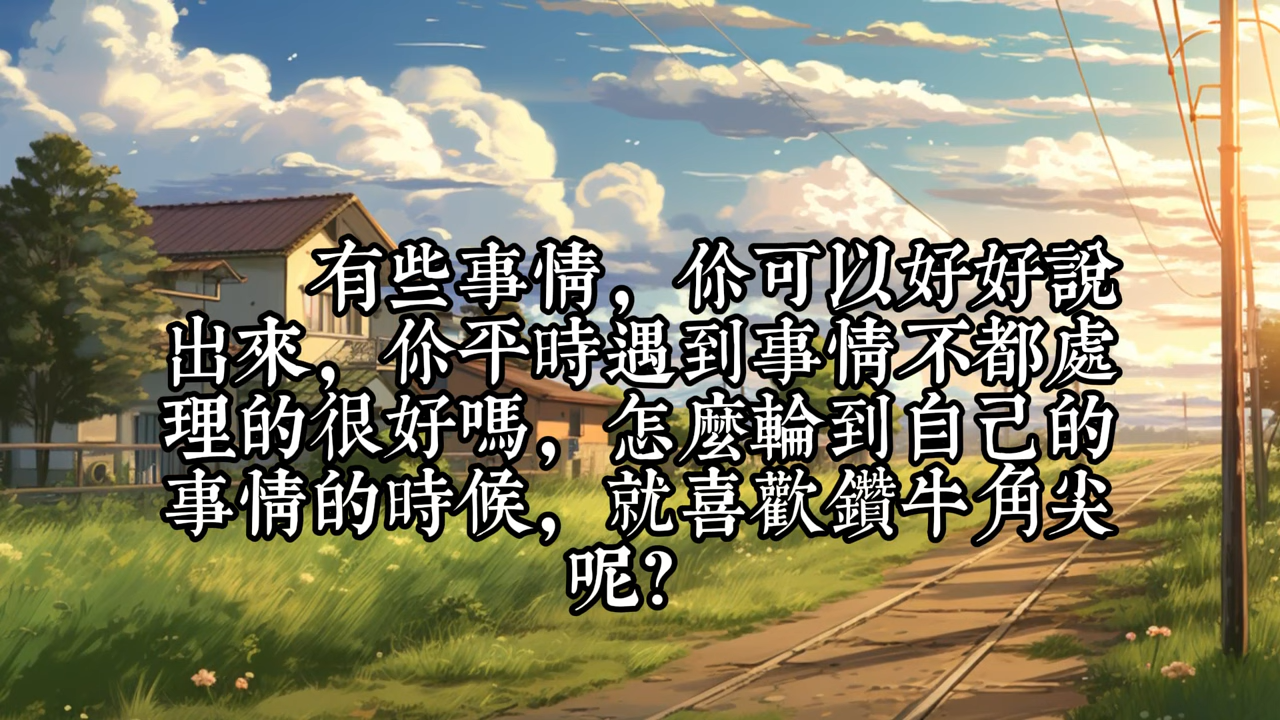 有些事情，你可以好好說
出來，你平時遇到事情不都處
理的很好嗎，怎麼輪到自己的
事情的時候，就喜歡鑽牛角尖
呢？